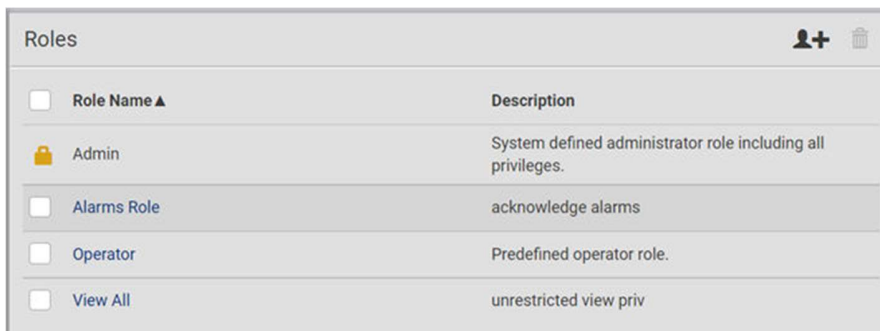 Roles
Role Name▲ Description
Admin System defined administrator role including all
privileges.
Alarms Role acknowledge alarms
Operator Predefined operator role.
View All unrestricted view priv